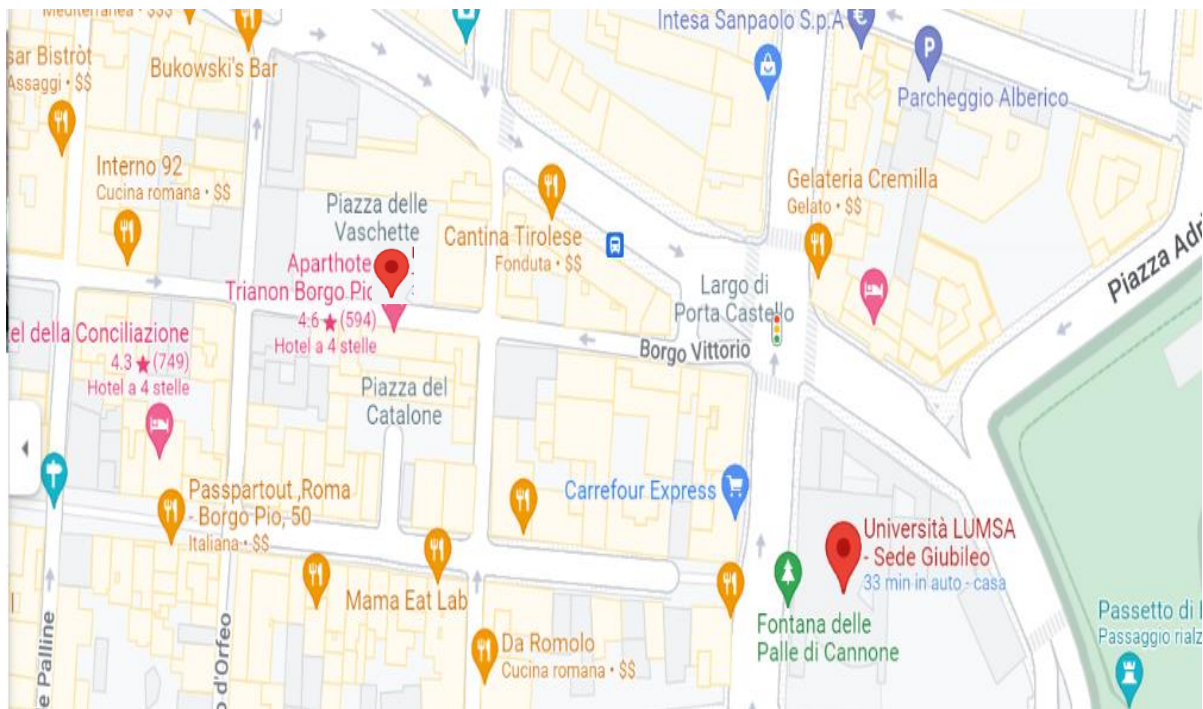 Mediterranea • $$$
sar Bistròt
Assaggi • $$
Bukowski's Bar
Intesa Sanpaolo S.p.A
Parcheggio Alberico
Interno 92
Cucina romana • $$
Piazza delle
Vaschette
Cantina Tirolese
Fonduta • $$
Gelateria Cremilla
Gelato • $$
Piazza Adr
Aparthote
Trianon Borgo Pic
4.6 ★ (594)
Hotel a 4 stelle
Largo di
Porta Castello
Borgo Vittorio
el della Conciliazione
4.3 ★ (749)
Hotel a 4 stelle
Piazza del
Catalone
Passpartout ,Roma
- Borgo Pio, 50
Italiana • $$
Carrefour Express
Università LUMSA
- Sede Giubileo
33 min in auto - casa
Mama Eat Lab
Da Romolo
Cucina romana • $$
Fontana delle
Palle di Cannone
Passetto di
Passaggio rialz
e Palline
o d'Orfeo
P
€